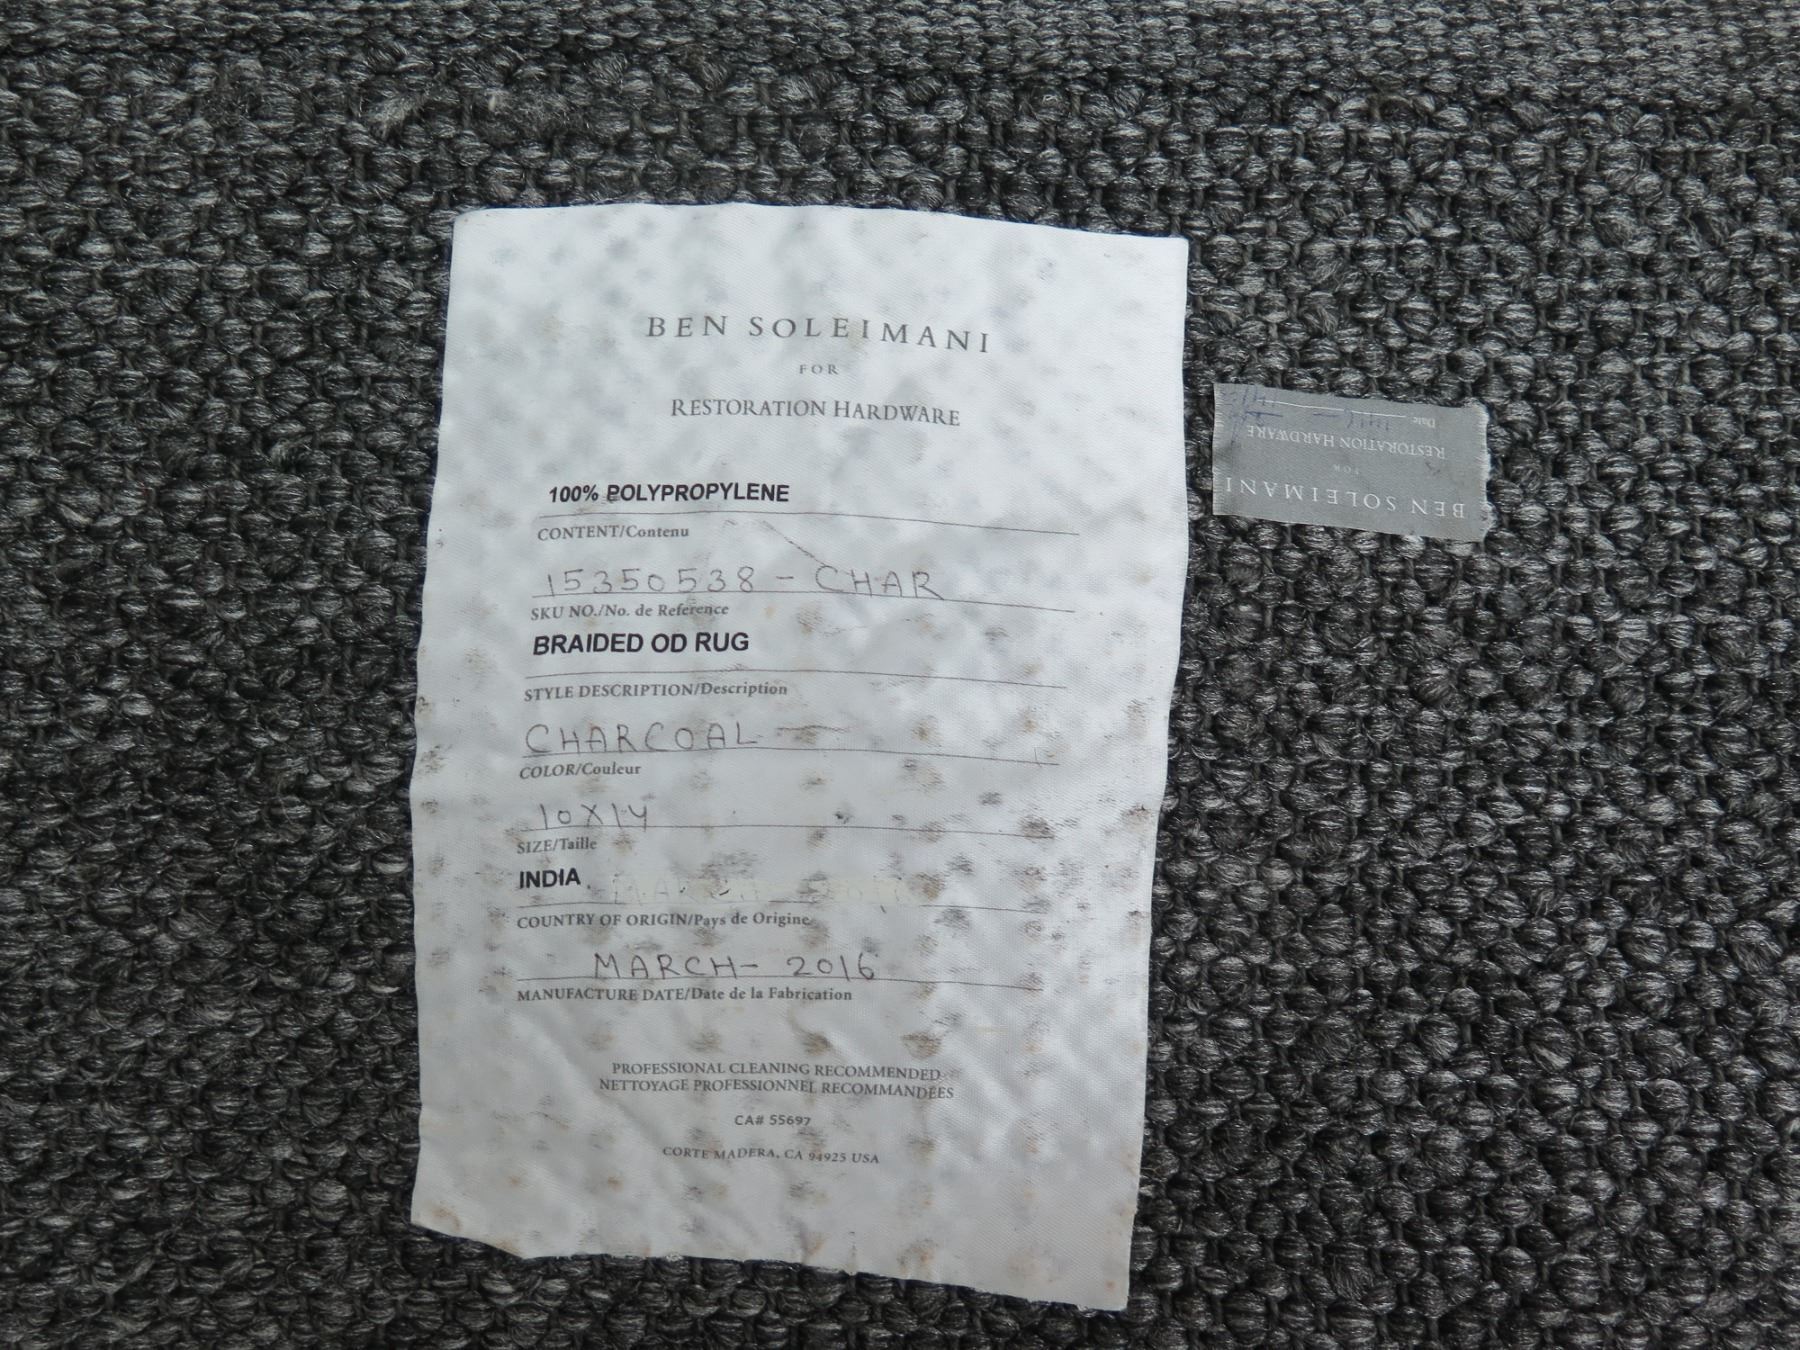 BEN SOLEIMANI
FOR
RESTORATION HARDWARE
100% POLYPROPYLENE
CONTENT/Contenu
15350538 - CHAR
SKU NO./No. de Reference
BRAIDED OD RUG
STYLE DESCRIPTION/Description
CHARCOAL
COLOR/Couleur
10X14
SIZE/Taille
INDIA
COUNTRY OF ORIGIN/Pays de Origine
MARCH- 2016
MANUFACTURE DATE/Date de la Fabrication
PROFESSIONAL CLEANING RECOMMENDED
NETTOYAGE PROFESSIONNEL RECOMMANDÉES
CA# 55697
CORTE MADERA, CA 94925 USA
BEN SOLEIMANI
FOR
RESTORATION HARDWARE
Date